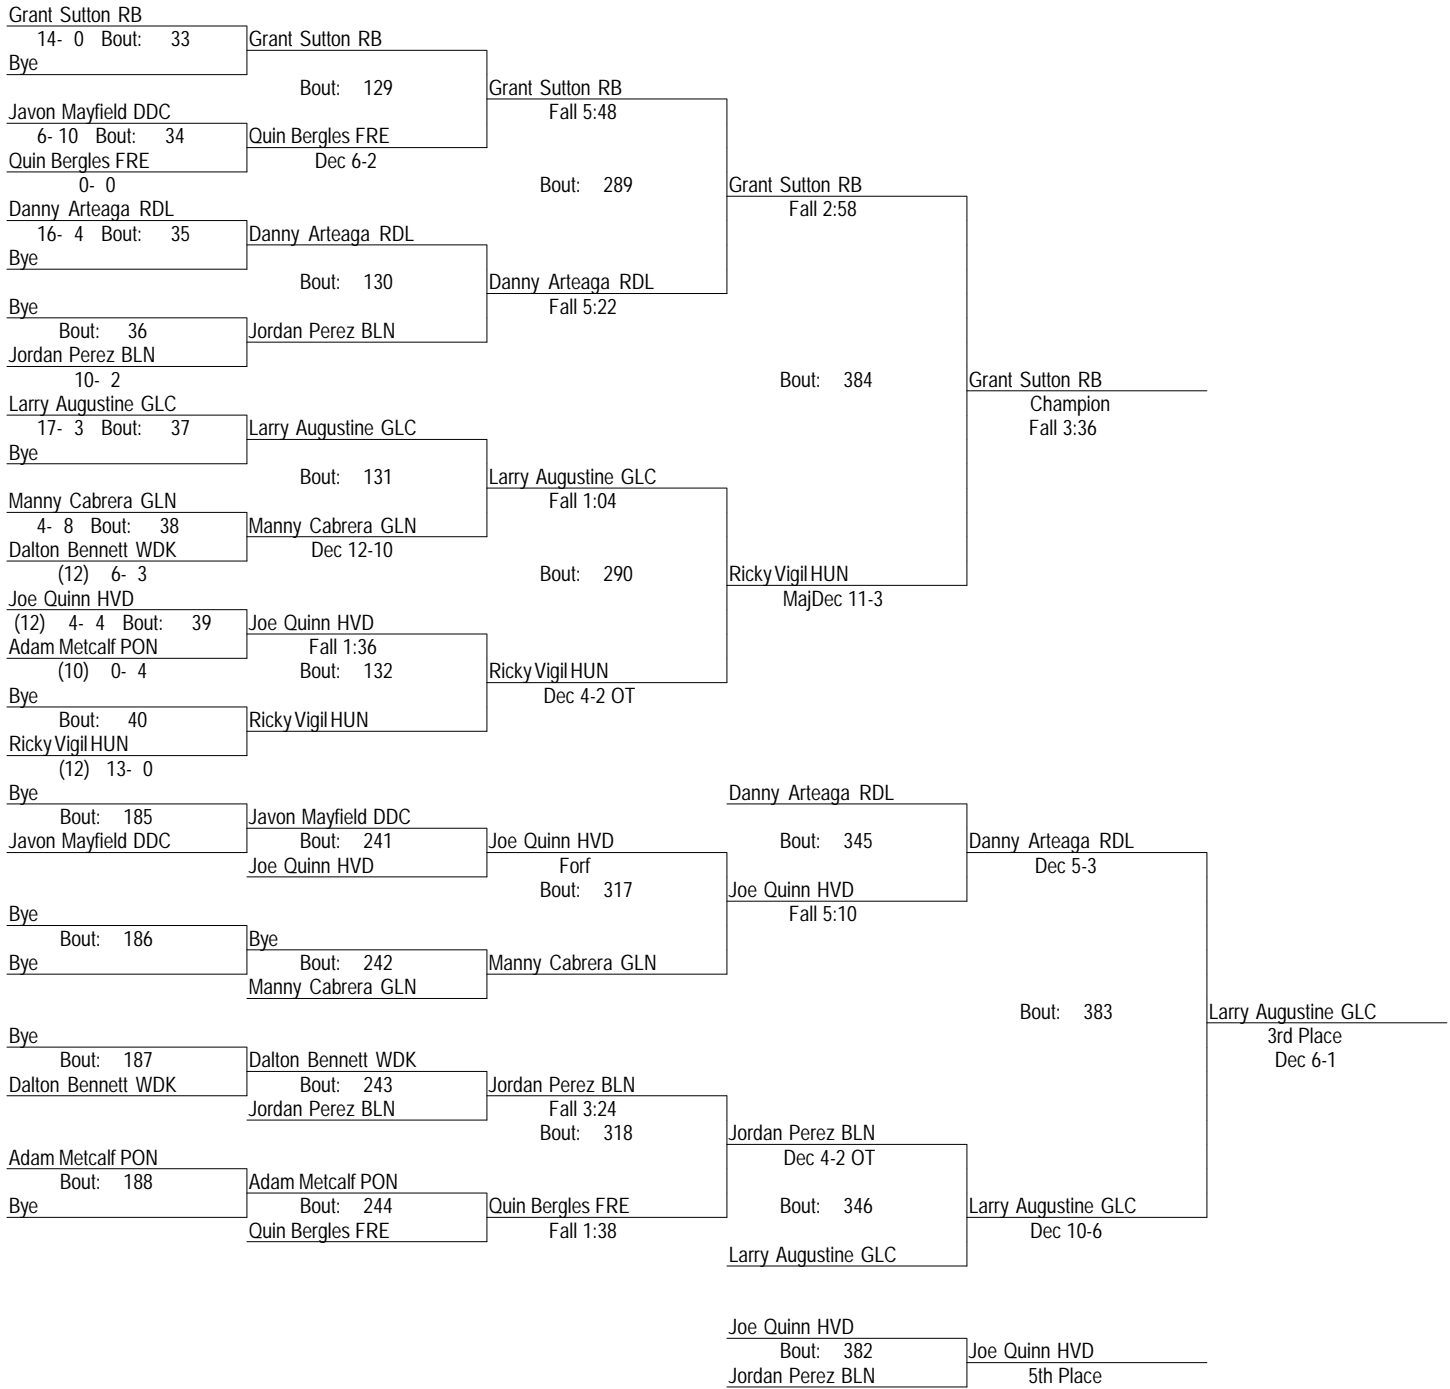 Grant Sutton RB
14- 0 Bout: 33
Grant Sutton RB
Bye
Bout: 129
Grant Sutton RB
Javon Mayfield DDC
Fall 5:48
6- 10 Bout: 34
Quin Bergles FRE
Quin Bergles FRE
Dec 6-2
0- 0
Bout: 289
Grant Sutton RB
Danny Arteaga RDL
Fall 2:58
16- 4 Bout: 35
Danny Arteaga RDL
Bye
Bout: 130
Danny Arteaga RDL
Bye
Fall 5:22
Bout: 36
Jordan Perez BLN
Jordan Perez BLN
10- 2
Bout: 384
Grant Sutton RB
Larry Augustine GLC
Champion
17- 3 Bout: 37
Larry Augustine GLC
Fall 3:36
Bye
Bout: 131
Larry Augustine GLC
Manny Cabrera GLN
Fall 1:04
4- 8 Bout: 38
Manny Cabrera GLN
Dalton Bennett WDK
Dec 12-10
(12) 6- 3
Bout: 290
Ricky Vigil HUN
Joe Quinn HVD
MajDec 11-3
(12) 4- 4 Bout: 39
Joe Quinn HVD
Adam Metcalf PON
Fall 1:36
(10) 0- 4
Bout: 132
Ricky Vigil HUN
Bye
Dec 4-2 OT
Bout: 40
Ricky Vigil HUN
Ricky Vigil HUN
(12) 13- 0
Bye
Danny Arteaga RDL
Bout: 185
Javon Mayfield DDC
Javon Mayfield DDC
Bout: 241
Joe Quinn HVD
Bout: 345
Danny Arteaga RDL
Joe Quinn HVD
Forf
Dec 5-3
Bout: 317
Joe Quinn HVD
Bye
Fall 5:10
Bout: 186
Bye
Bye
Bout: 242
Manny Cabrera GLN
Manny Cabrera GLN
Bout: 383
Larry Augustine GLC
Bye
3rd Place
Bout: 187
Dalton Bennett WDK
Dec 6-1
Dalton Bennett WDK
Bout: 243
Jordan Perez BLN
Jordan Perez BLN
Fall 3:24
Bout: 318
Jordan Perez BLN
Adam Metcalf PON
Dec 4-2 OT
Bout: 188
Adam Metcalf PON
Bye
Bout: 244
Quin Bergles FRE
Bout: 346
Larry Augustine GLC
Quin Bergles FRE
Fall 1:38
Dec 10-6
Larry Augustine GLC
Joe Quinn HVD
Bout: 382
Joe Quinn HVD
Jordan Perez BLN
5th Place